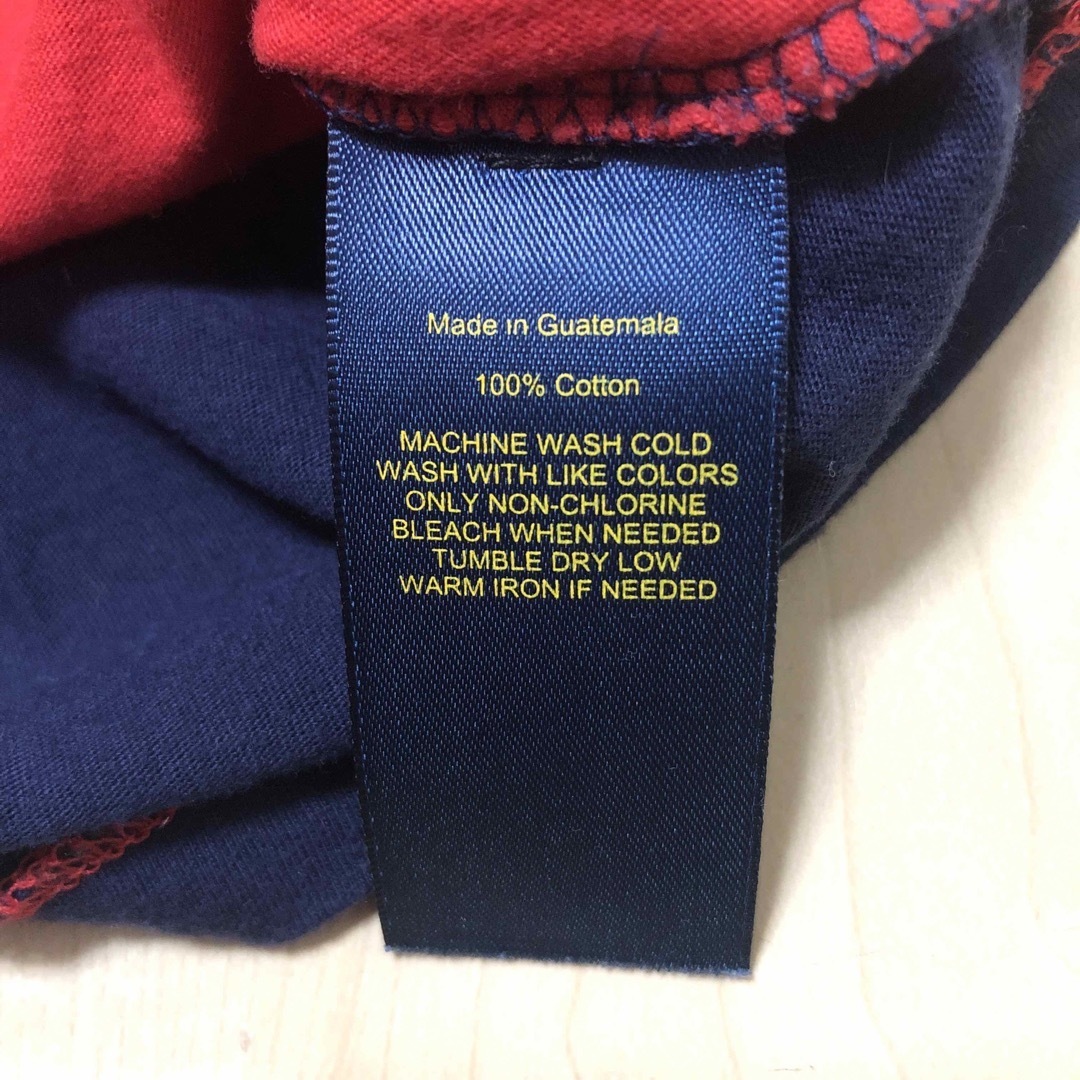 Made in Guatemala
100% Cotton
MACHINE WASH COLD
WASH WITH LIKE COLORS
ONLY NON-CHLORINE
BLEACH WHEN NEEDED
TUMBLE DRY LOW
WARM IRON IF NEEDED